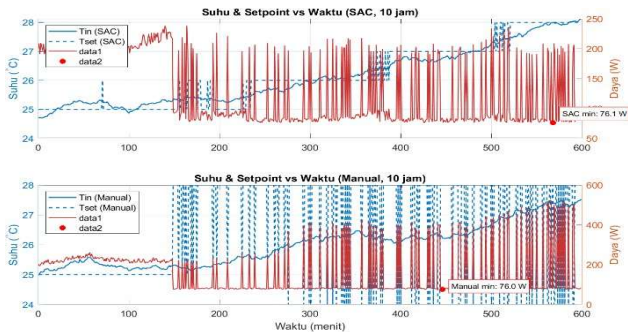 Suhu & Setpoint vs Waktu (SAC, 10 jam)
28
27
26
25
24
Suhu (°C)
Tin (SAC)
Tset (SAC)
data1
data2
250
200
150
100
50
Daya (W)
SAC min: 76.1 W
0 100 200 300 400 500 600
Suhu & Setpoint vs Waktu (Manual, 10 jam)
28
27
26
25
24
Suhu (°C)
Tin (Manual)
Tset (Manual)
data1
data2
600
400
200
0
Daya (W)
Manual min: 76.0 W
0 100 200 300 400 500 600
Waktu (menit)